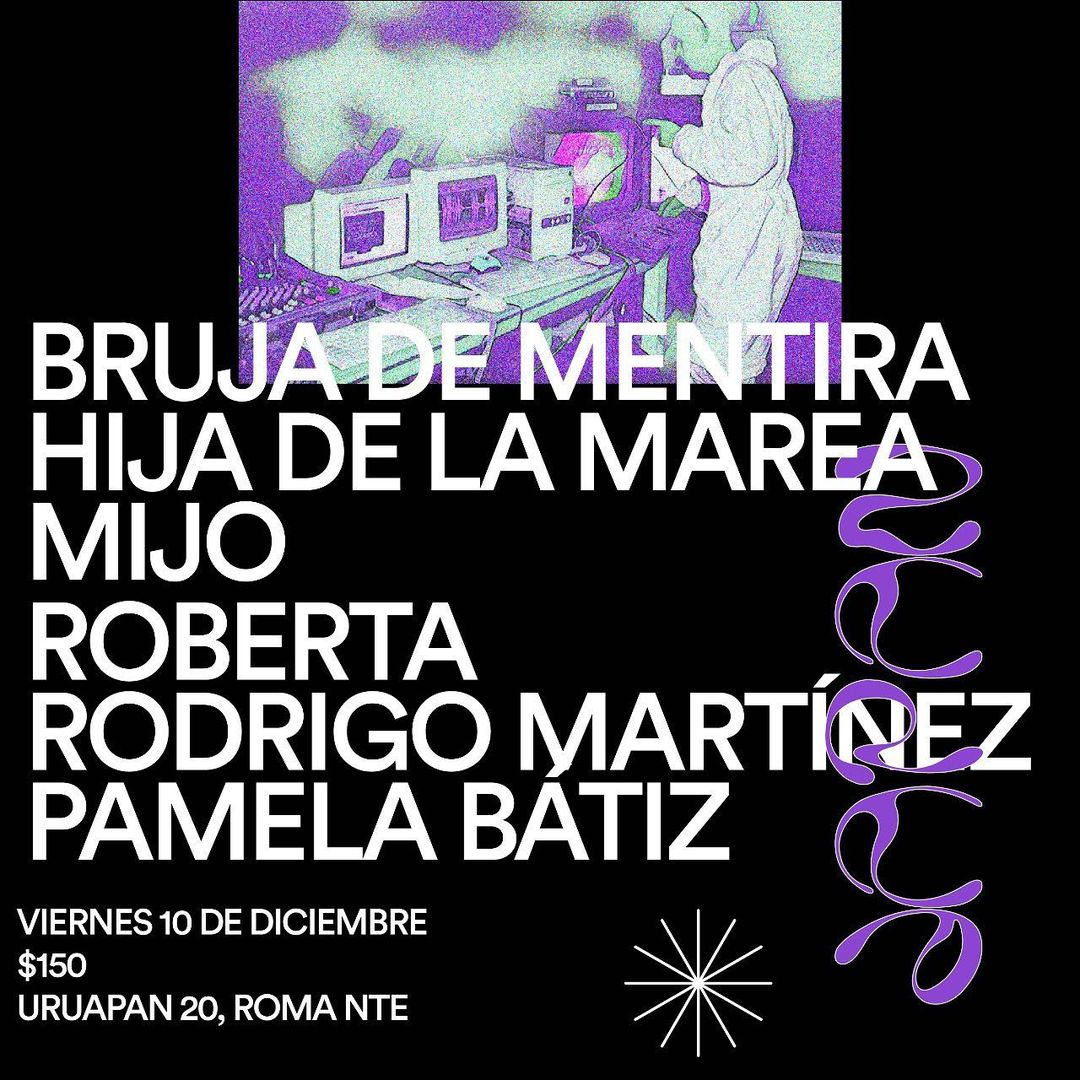 BRUJA DE MENTIRA
HIJA DE LA MAREA
MIJO
ROBERTA
RODRIGO MARTÍNEZ
PAMELA BÁTIZ
VIERNES 10 DE DICIEMBRE
$150
URUAPAN 20, ROMA NTE